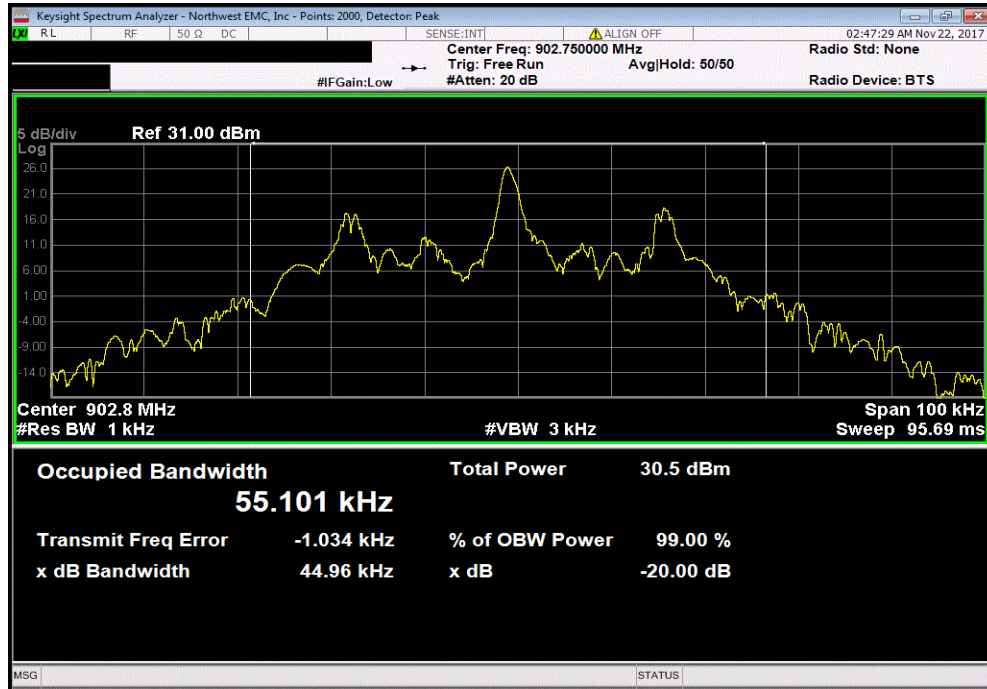 Keysight Spectrum Analyzer - Northwest EMC, Inc - Points: 2000, Detector: Peak
LXI RL RF 50 Ω DC SENSE:INT ALIGN OFF 02:47:29 AM Nov 22, 2017
Center Freq: 902.750000 MHz Radio Std: None
Trig: Free Run Avg|Hold: 50/50
#IFGain:Low #Atten: 20 dB Radio Device: BTS
5 dB/div Ref 31.00 dBm
Log
26.0
21.0
16.0
11.0
6.00
1.00
-4.00
-9.00
-14.0
Center 902.8 MHz Span 100 kHz
#Res BW 1 kHz #VBW 3 kHz Sweep 95.69 ms
Occupied Bandwidth Total Power 30.5 dBm
55.101 kHz
Transmit Freq Error -1.034 kHz % of OBW Power 99.00 %
x dB Bandwidth 44.96 kHz x dB -20.00 dB
MSG STATUS